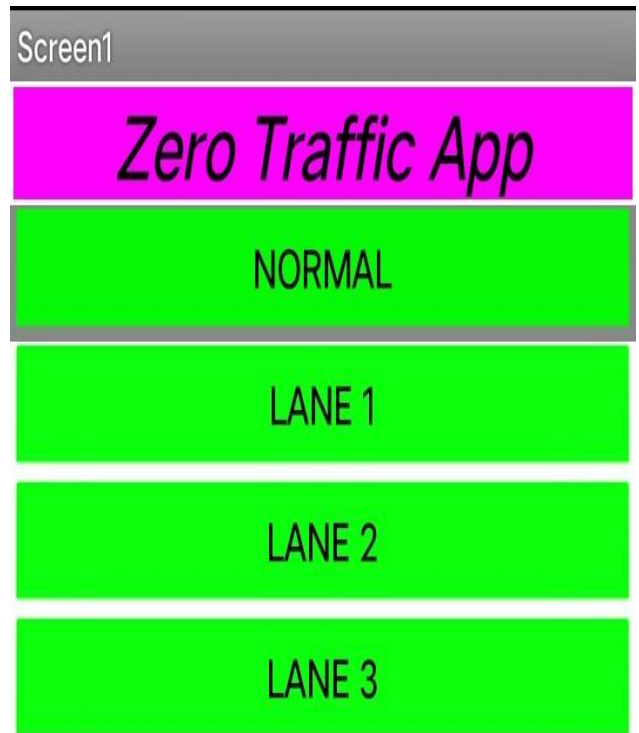 Screen1
Zero Traffic App
NORMAL
LANE 1
LANE 2
LANE 3